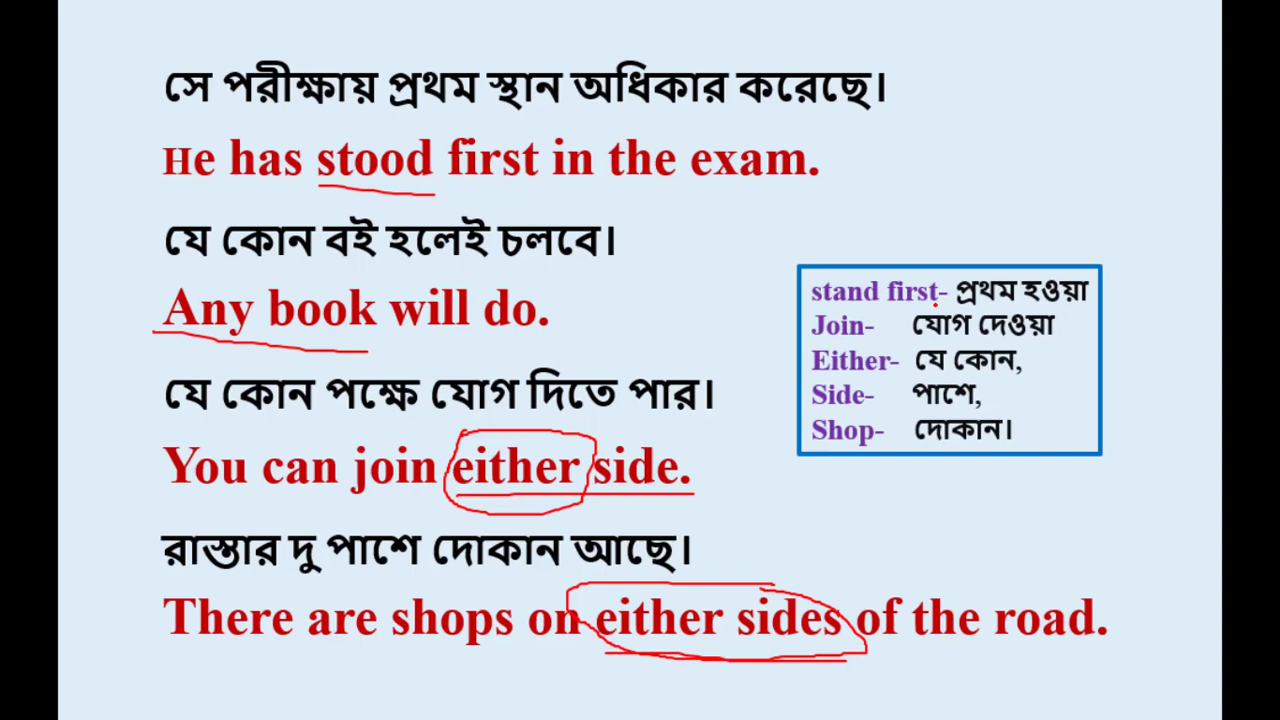 সে পরীক্ষায় প্রথম স্থান অধিকার করেছে।
He has stood first in the exam.
যে কোন বই হলেই চলবে।
Any book will do.
যে কোন পক্ষে যোগ দিতে পার।
You can join either side.
রাস্তার দু পাশে দোকান আছে।
There are shops on either sides of the road.
stand first- প্রথম হওয়া
Join- যোগ দেওয়া
Either- যে কোন,
Side- পাশে,
Shop- দোকান।